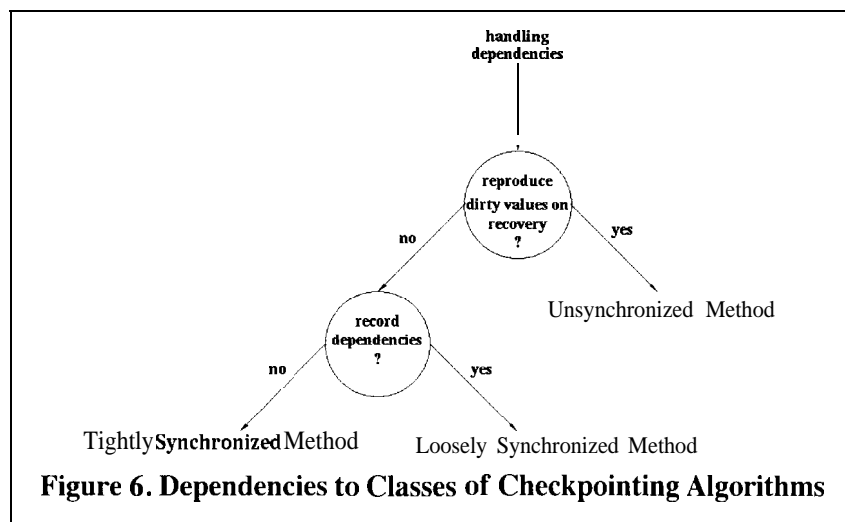 handling
dependencies
reproduce
dirty values on
recovery
?
no
yes
Unsynchronized Method
record
dependencies
?
no
yes
Tightly Synchronized Method
Loosely Synchronized Method
Figure 6. Dependencies to Classes of Checkpointing Algorithms